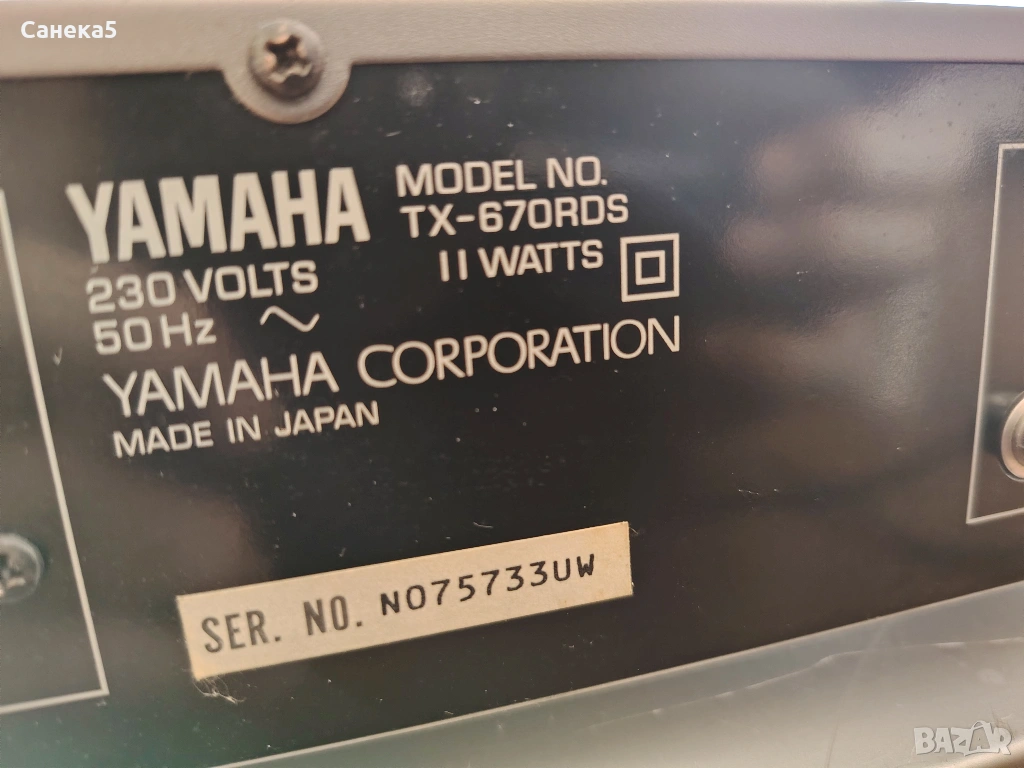 Санека5
YAMAHA
MODEL NO.
TX-670RDS
230 VOLTS
11 WATTS
50 Hz ~
YAMAHA CORPORATION
MADE IN JAPAN
SER. NO. N075733UW
BAZAR